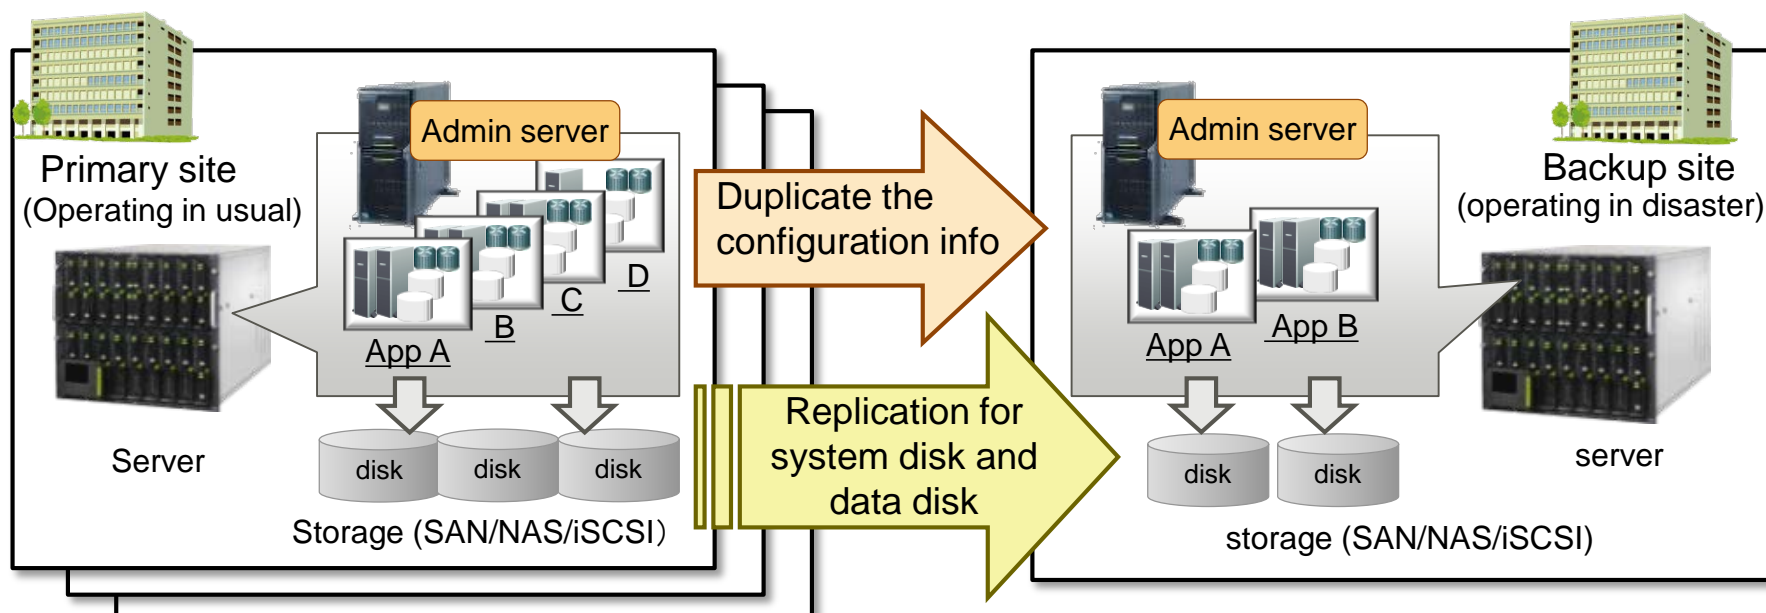 Primary site
(Operating in usual)
Server
Admin server
D
C
B
App A
disk
disk
disk
Storage (SAN/NAS/iSCSI）
Duplicate the
configuration info
Replication for
system disk and
data disk
Admin server
App A
App B
disk
disk
storage (SAN/NAS/iSCSI)
Backup site
(operating in disaster)
server